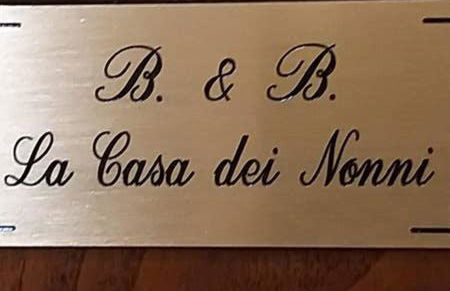 B. & B.
La Casa dei Nonni